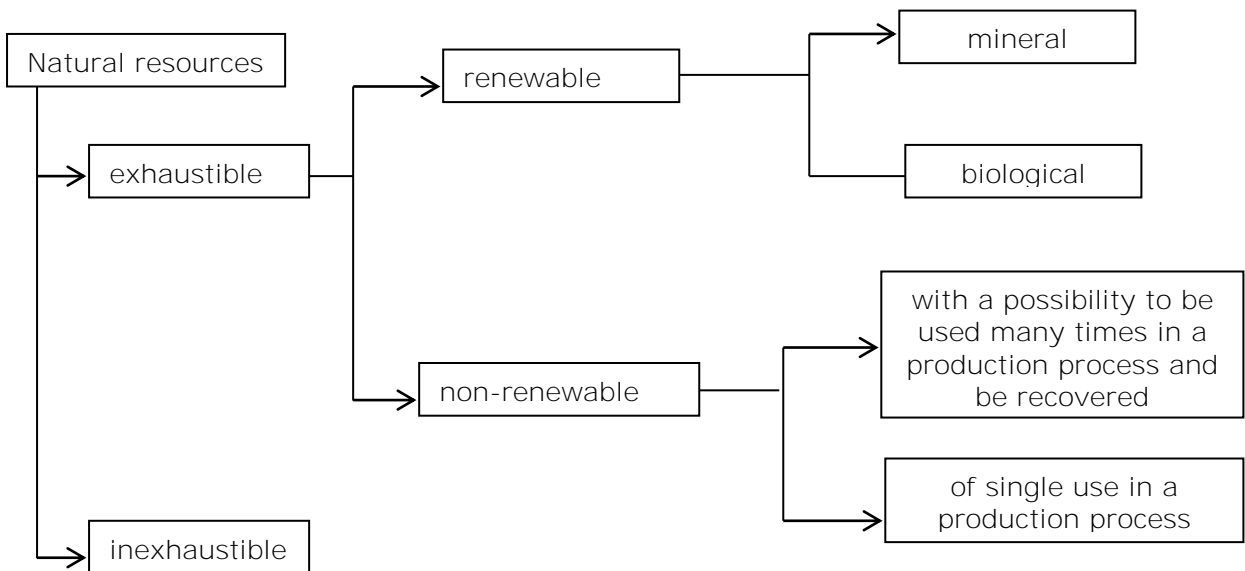 Natural resources
exhaustible
inexhaustible
renewable
non-renewable
mineral
biological
with a possibility to be
used many times in a
production process and
be recovered
of single use in a
production process